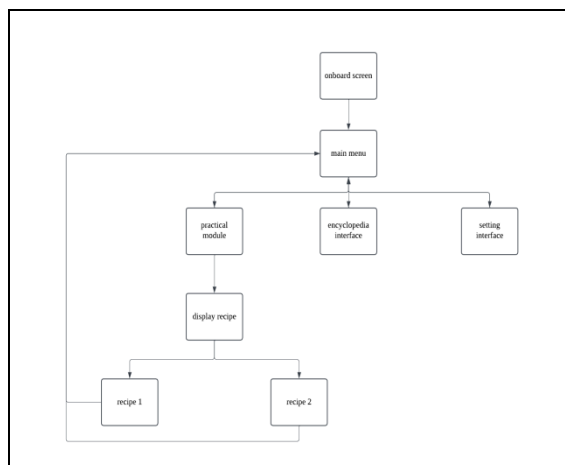 onboard screen
main menu
practical
module
encyclopedia
interface
setting
interface
display recipe
recipe 1
recipe 2